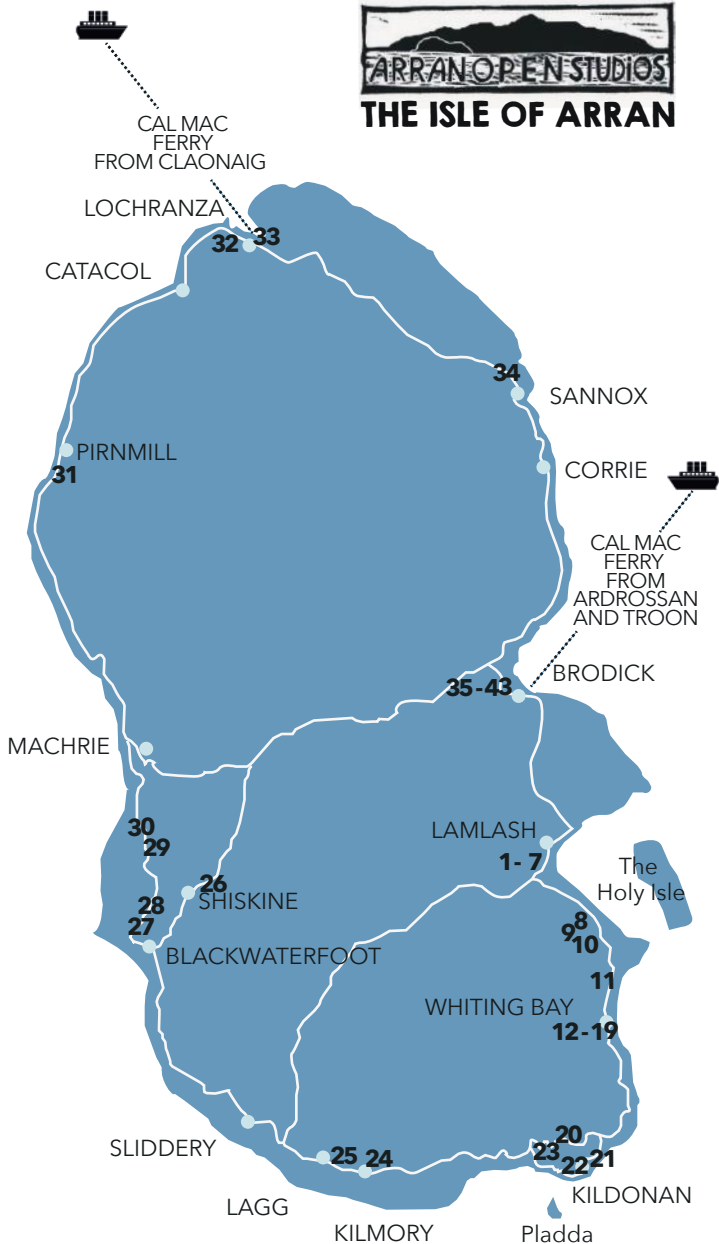 ARRAN OPEN STUDIOS
THE ISLE OF ARRAN
CAL MAC
FERRY
FROM CLAONAIG
LOCHRANZA
32
33
CATACOL
34
SANNOX
PIRNMILL
31
CORRIE
CAL MAC
FERRY
FROM
ARDROSSAN
AND TROON
BRODICK
35 - 43
MACHRIE
30
29
LAMLASH
1 - 7
The
Holy Isle
26
SHISKINE
28
27
BLACKWATERFOOT
8
9
10
11
WHITING BAY
12 - 19
SLIDDERY
20
23
22
21
25
24
KILDONAN
LAGG
KILMORY
Pladda